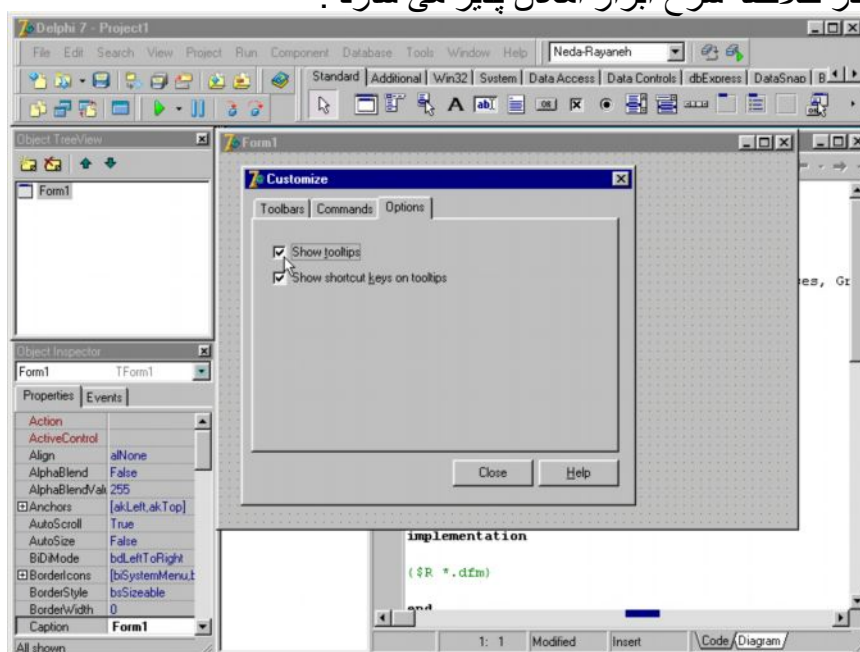 Delphi 7 - Project1
File Edit Search View Project Run Component Database Tools Window Help Neda-Rayaneh
Standard Additional Win32 System Data Access Data Controls dbExpress DataSnap B
Object TreeView
Form1
Form1
Customize
Toolbars Commands Options
Show tooltips
Show shortcut keys on tooltips
Close Help
Object Inspector
Form1 TForm1
Properties Events
Action
ActiveControl
Align alNone
AlphaBlend False
AlphaBlendVal 255
Anchors [akLeft,akTop]
AutoScroll True
AutoSize False
BiDiMode bdLeftToRight
BorderIcons [biSystemMenu,b
BorderStyle bsSizeable
BorderWidth 0
Caption Form1
All shown
es, Gr
implementation
($R *.dfm)
end
1: 1 Modified Insert Code Diagram